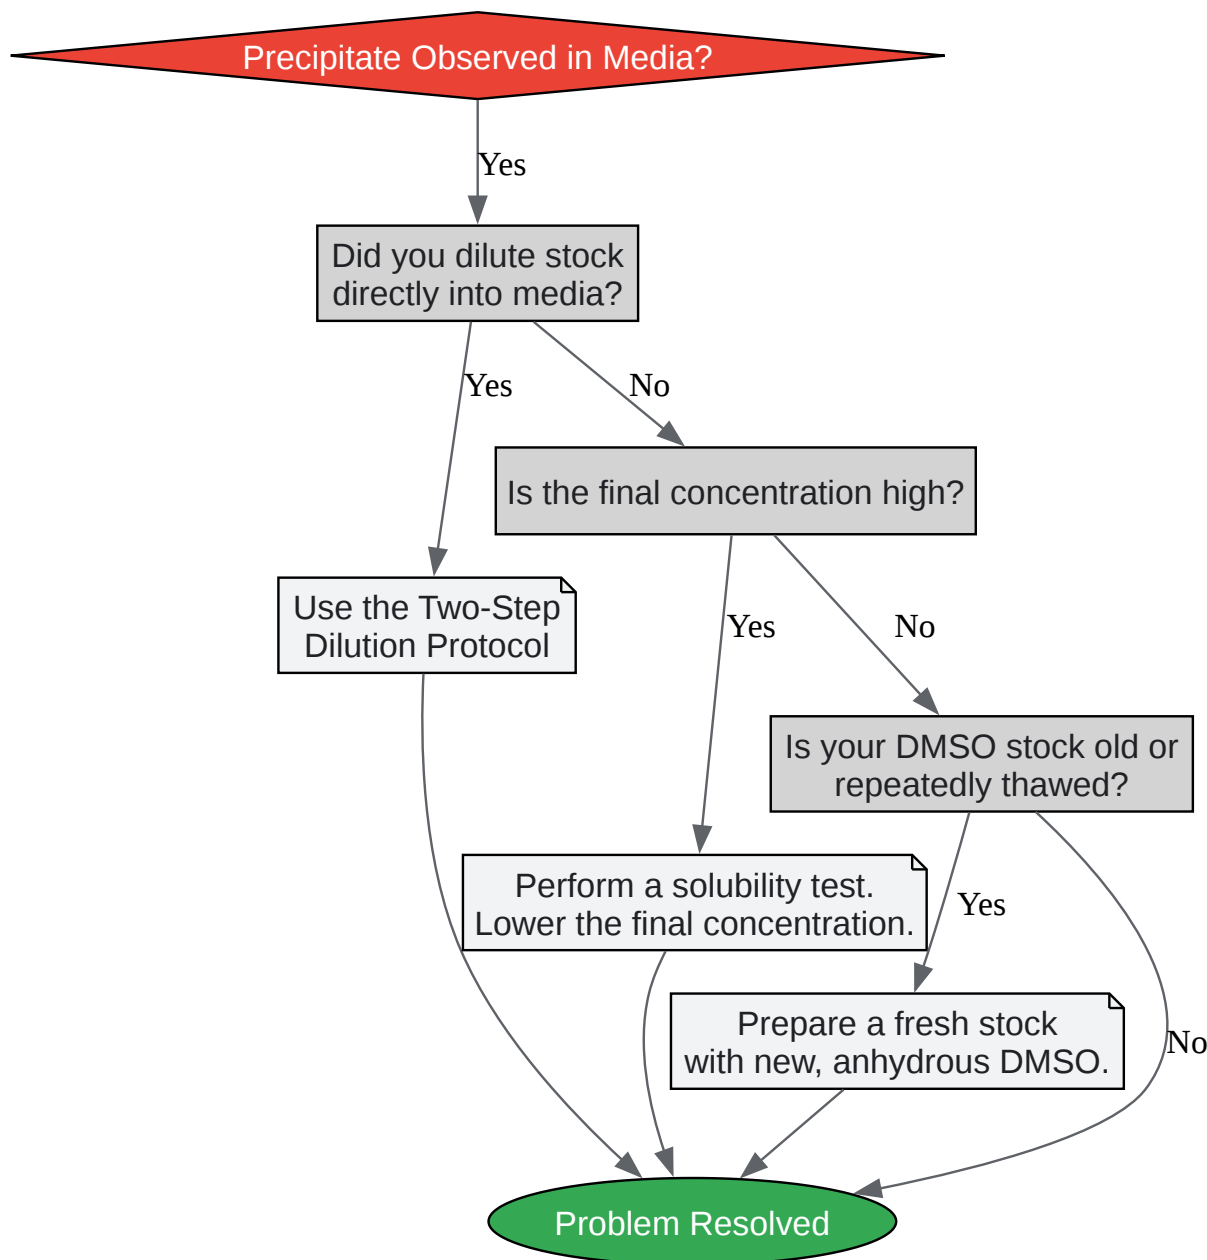 Precipitate Observed in Media?
Yes
Did you dilute stock
directly into media?
Yes
No
Is the final concentration high?
Use the Two-Step
Dilution Protocol
Yes
No
Is your DMSO stock old or
repeatedly thawed?
Perform a solubility test.
Lower the final concentration.
Yes
Prepare a fresh stock
with new, anhydrous DMSO.
No
Problem Resolved